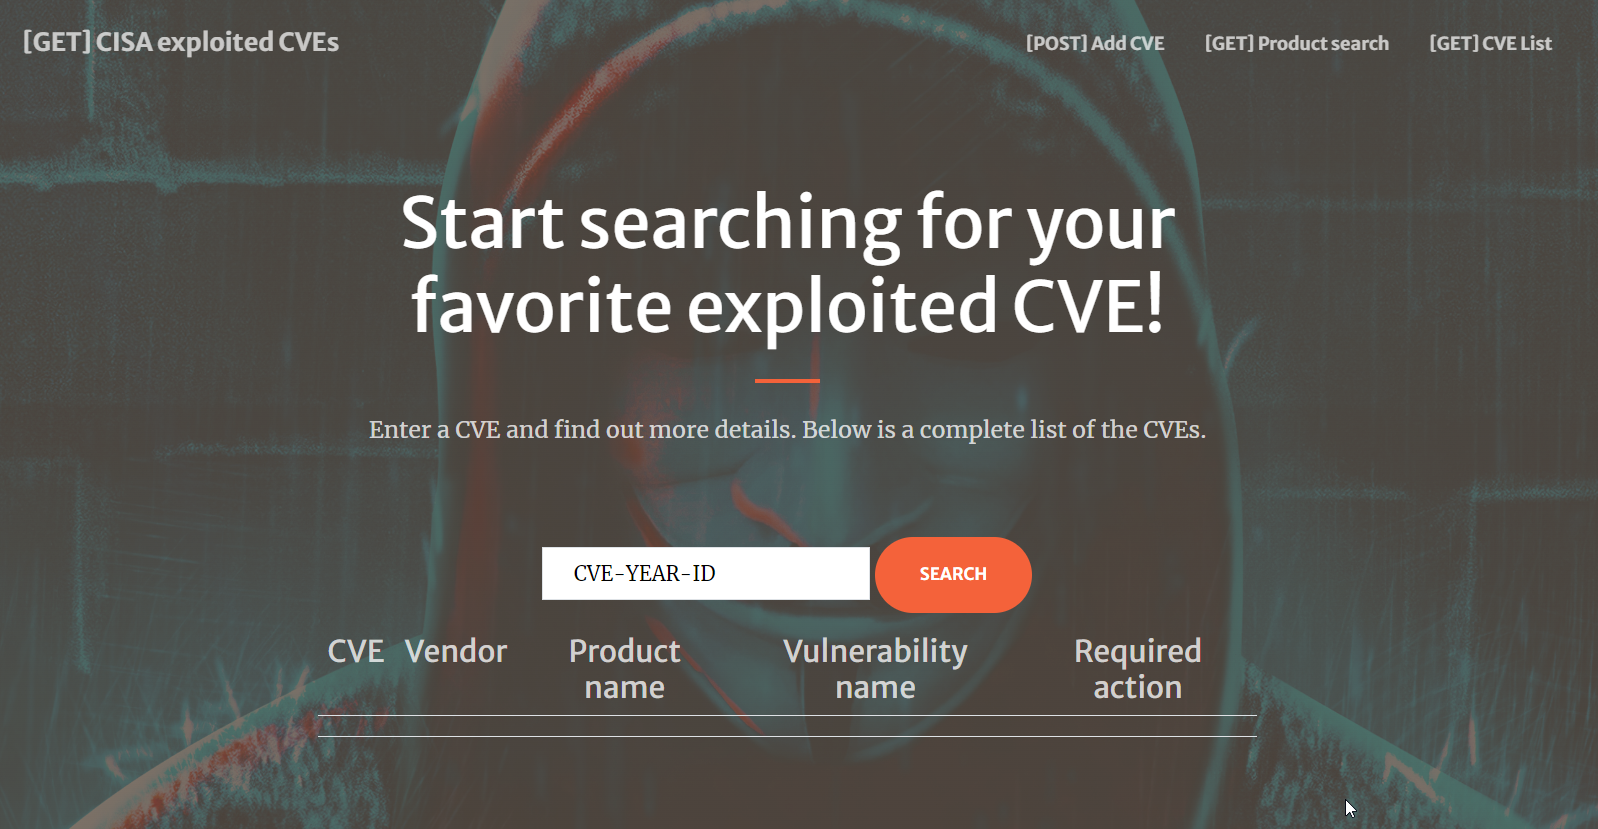 [GET] CISA exploited CVEs
[POST] Add CVE
[GET] Product search
[GET] CVE List
Start searching for your
favorite exploited CVE!
Enter a CVE and find out more details. Below is a complete list of the CVEs.
CVE-YEAR-ID
SEARCH
CVE
Vendor
Product
name
Vulnerability
name
Required
action